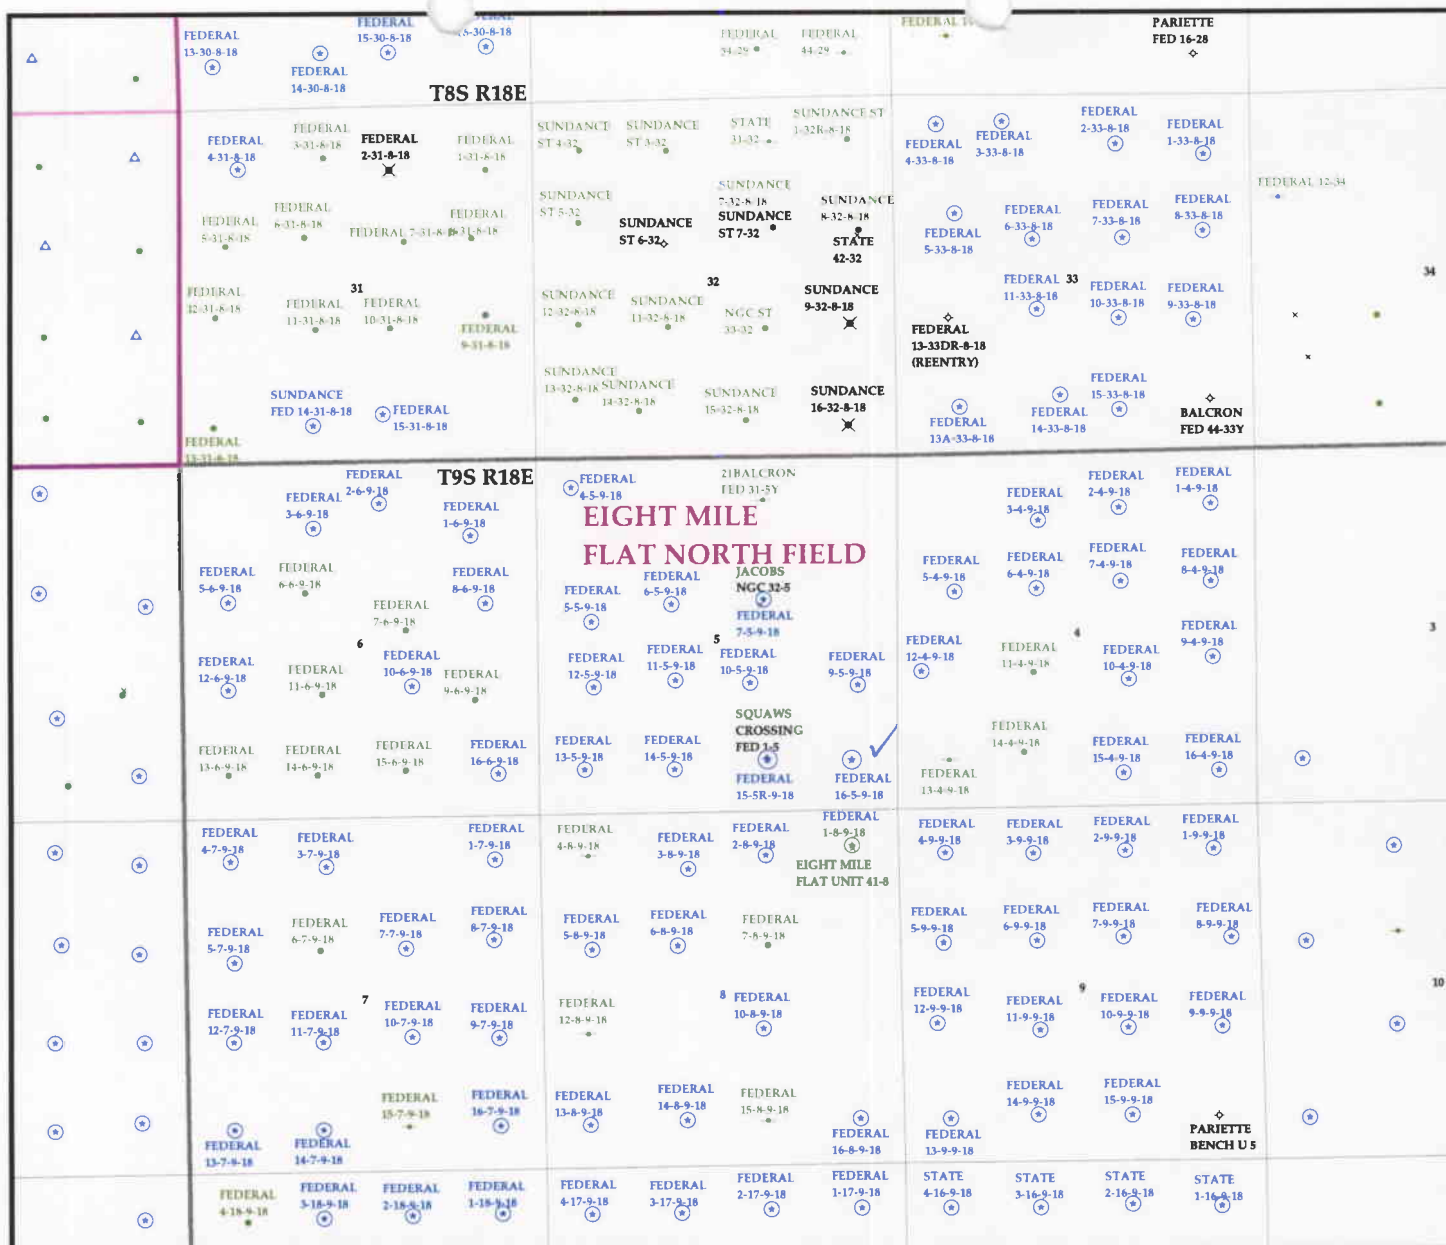 FEDERAL
13-30-8-18
FEDERAL
14-30-8-18
FEDERAL
15-30-8-18
-30-8-18
T8S R18E
FEDERAL
34-29
FEDERAL
44-29
FEDERAL
PARIETTE
FED 16-28
FEDERAL
4-31-8-18
FEDERAL
3-31-8-18
FEDERAL
2-31-8-18
FEDERAL
1-31-8-18
SUNDANCE
ST 4-32
SUNDANCE
ST 3-32
STATE
31-32
SUNDANCE ST
1-32R-8-18
FEDERAL
4-33-8-18
FEDERAL
3-33-8-18
FEDERAL
2-33-8-18
FEDERAL
1-33-8-18
FEDERAL 12-34
FEDERAL
5-31-8-18
FEDERAL
6-31-8-18
FEDERAL 7-31-8-18
FEDERAL
8-31-8-18
SUNDANCE
ST 5-32
SUNDANCE
ST 6-32
SUNDANCE
7-32-8-18
SUNDANCE
ST 7-32
SUNDANCE
8-32-8-18
STATE
42-32
FEDERAL
5-33-8-18
FEDERAL
6-33-8-18
FEDERAL
7-33-8-18
FEDERAL
8-33-8-18
34
FEDERAL
12-31-8-18
31
FEDERAL
11-31-8-18
FEDERAL
10-31-8-18
FEDERAL
9-31-8-18
SUNDANCE
12-32-8-18
SUNDANCE
11-32-8-18
32
NGC ST
33-32
SUNDANCE
9-32-8-18
FEDERAL
13-33DR-8-18
(REENTRY)
FEDERAL
11-33-8-18
33
FEDERAL
10-33-8-18
FEDERAL
9-33-8-18
FEDERAL
13-31-8-18
SUNDANCE
FED 14-31-8-18
FEDERAL
15-31-8-18
SUNDANCE
13-32-8-18
SUNDANCE
14-32-8-18
SUNDANCE
15-32-8-18
SUNDANCE
16-32-8-18
FEDERAL
13A-33-8-18
FEDERAL
14-33-8-18
FEDERAL
15-33-8-18
BALCRON
FED 44-33Y
T9S R18E
FEDERAL
3-6-9-18
FEDERAL
2-6-9-18
FEDERAL
1-6-9-18
FEDERAL
4-5-9-18
21BALCRON
FED 31-5Y
EIGHT MILE
FLAT NORTH FIELD
FEDERAL
3-4-9-18
FEDERAL
2-4-9-18
FEDERAL
1-4-9-18
FEDERAL
5-6-9-18
FEDERAL
6-6-9-18
FEDERAL
7-6-9-18
FEDERAL
8-6-9-18
FEDERAL
5-5-9-18
FEDERAL
6-5-9-18
JACOBS
NGC 32-5
FEDERAL
7-5-9-18
FEDERAL
5-4-9-18
FEDERAL
6-4-9-18
FEDERAL
7-4-9-18
FEDERAL
8-4-9-18
FEDERAL
12-6-9-18
FEDERAL
11-6-9-18
6
FEDERAL
10-6-9-18
FEDERAL
9-6-9-18
FEDERAL
12-5-9-18
FEDERAL
11-5-9-18
5
FEDERAL
10-5-9-18
FEDERAL
9-5-9-18
FEDERAL
12-4-9-18
FEDERAL
11-4-9-18
4
FEDERAL
10-4-9-18
FEDERAL
9-4-9-18
3
FEDERAL
13-6-9-18
FEDERAL
14-6-9-18
FEDERAL
15-6-9-18
FEDERAL
16-6-9-18
FEDERAL
13-5-9-18
FEDERAL
14-5-9-18
SQUAWS
CROSSING
FED 1-5
FEDERAL
15-5R-9-18
FEDERAL
16-5-9-18
FEDERAL
13-4-9-18
FEDERAL
14-4-9-18
FEDERAL
15-4-9-18
FEDERAL
16-4-9-18
FEDERAL
4-7-9-18
FEDERAL
3-7-9-18
FEDERAL
1-7-9-18
FEDERAL
4-8-9-18
FEDERAL
3-8-9-18
FEDERAL
2-8-9-18
FEDERAL
1-8-9-18
EIGHT MILE
FLAT UNIT 41-8
FEDERAL
4-9-9-18
FEDERAL
3-9-9-18
FEDERAL
2-9-9-18
FEDERAL
1-9-9-18
FEDERAL
5-7-9-18
FEDERAL
6-7-9-18
FEDERAL
7-7-9-18
FEDERAL
8-7-9-18
FEDERAL
5-8-9-18
FEDERAL
6-8-9-18
FEDERAL
7-8-9-18
FEDERAL
5-9-9-18
FEDERAL
6-9-9-18
FEDERAL
7-9-9-18
FEDERAL
8-9-9-18
FEDERAL
12-7-9-18
FEDERAL
11-7-9-18
7
FEDERAL
10-7-9-18
FEDERAL
9-7-9-18
FEDERAL
12-8-9-18
8
FEDERAL
10-8-9-18
FEDERAL
12-9-9-18
FEDERAL
11-9-9-18
9
FEDERAL
10-9-9-18
FEDERAL
9-9-9-18
10
FEDERAL
13-7-9-18
FEDERAL
14-7-9-18
FEDERAL
15-7-9-18
FEDERAL
16-7-9-18
FEDERAL
13-8-9-18
FEDERAL
14-8-9-18
FEDERAL
15-8-9-18
FEDERAL
16-8-9-18
FEDERAL
13-9-9-18
FEDERAL
14-9-9-18
FEDERAL
15-9-9-18
PARIETTE
BENCH U 5
FEDERAL
4-18-9-18
FEDERAL
3-18-9-18
FEDERAL
2-18-9-18
FEDERAL
1-18-9-18
FEDERAL
4-17-9-18
FEDERAL
3-17-9-18
FEDERAL
2-17-9-18
FEDERAL
1-17-9-18
STATE
4-16-9-18
STATE
3-16-9-18
STATE
2-16-9-18
STATE
1-16-9-18